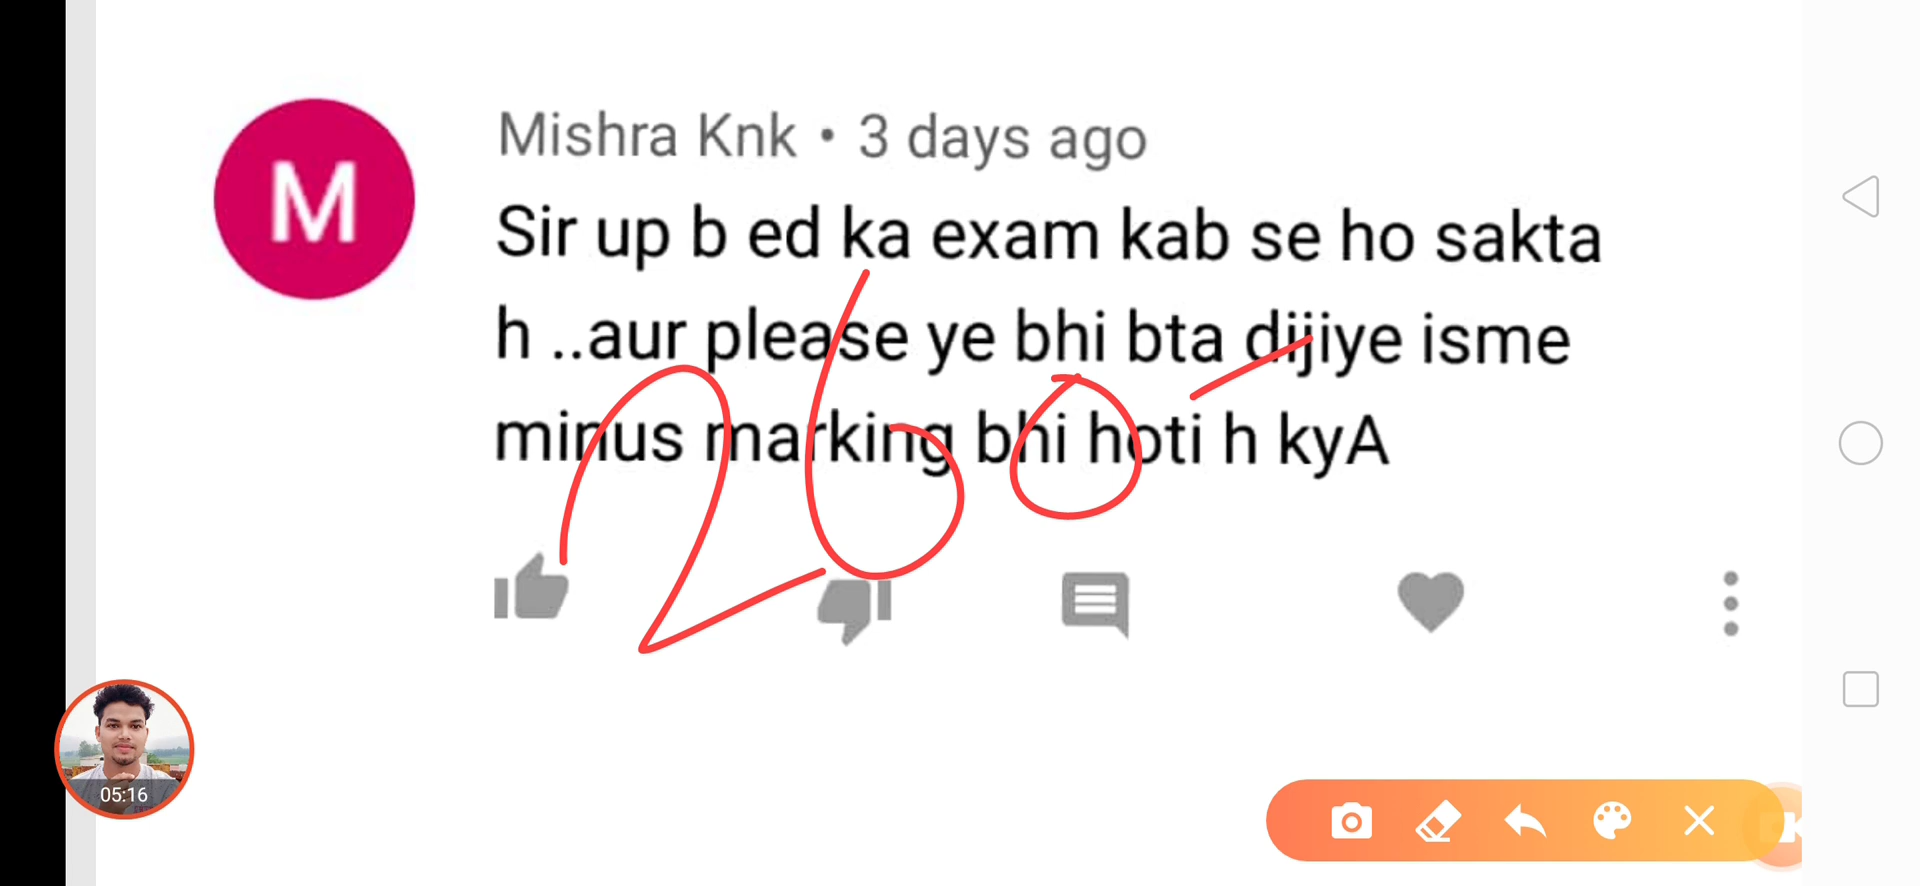 M
Mishra Knk • 3 days ago
Sir up b ed ka exam kab se ho sakta
h ..aur please ye bhi bta dijiye isme
minus marking bhi hoti h kyA
260
05:16